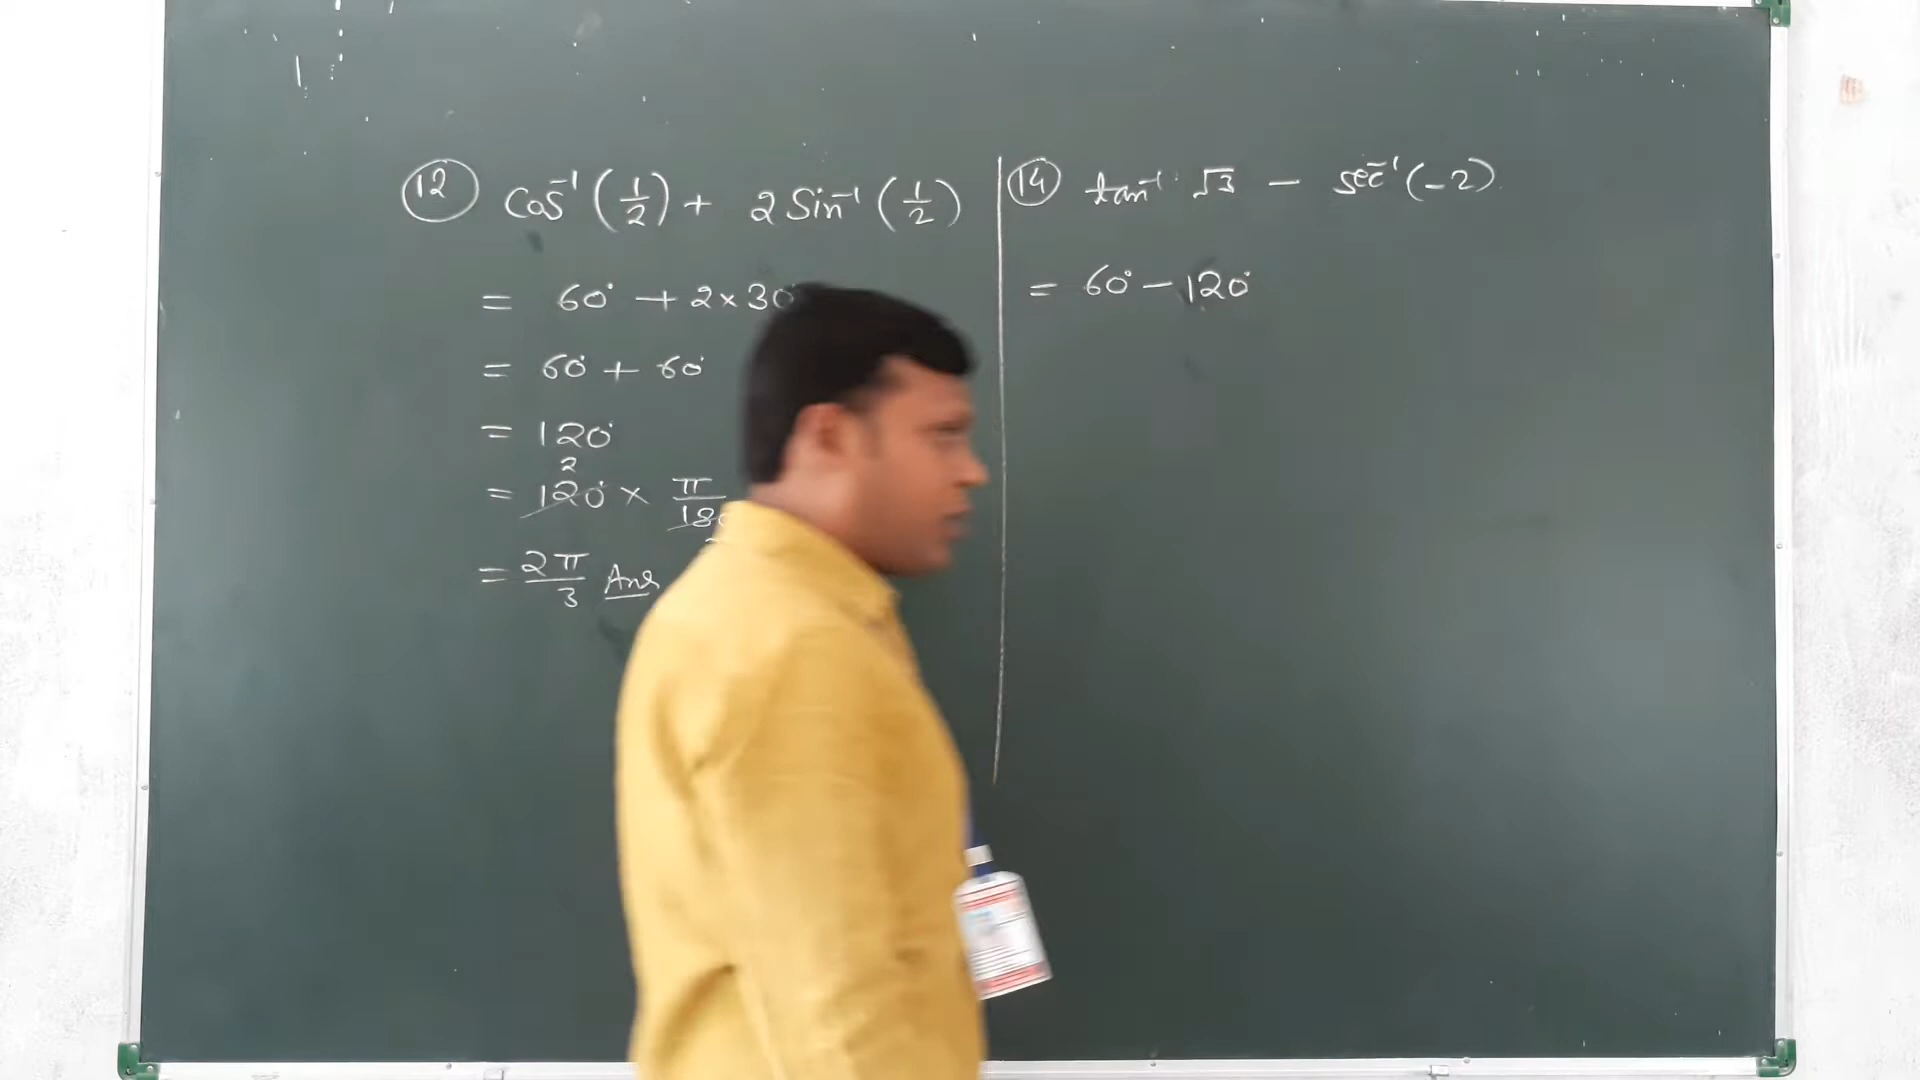 12 cos⁻¹(1/2) + 2 Sin⁻¹(1/2)
= 60° + 2 × 30°
= 60° + 60°
= 120°
2
= 120° × π/180
= 2π/3 Ans
14 tan⁻¹ √3 − sec⁻¹(−2)
= 60° − 120°